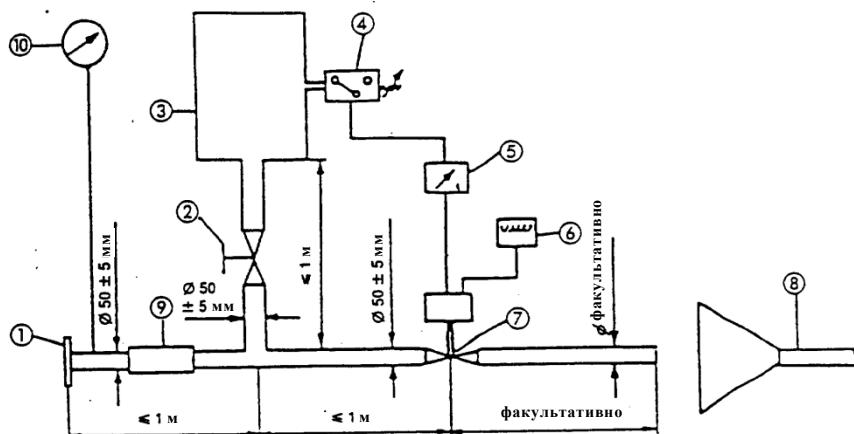 ⑩
④
③
⑤
②
⑥
Ø 50 ± 5 мм
Ø 50
± 5 мм
⩽ 1 м
Ø 50 ± 5 мм
ø факультативно
⑨
①
⑦
⑧
⩽ 1 м
⩽ 1 м
факультативно